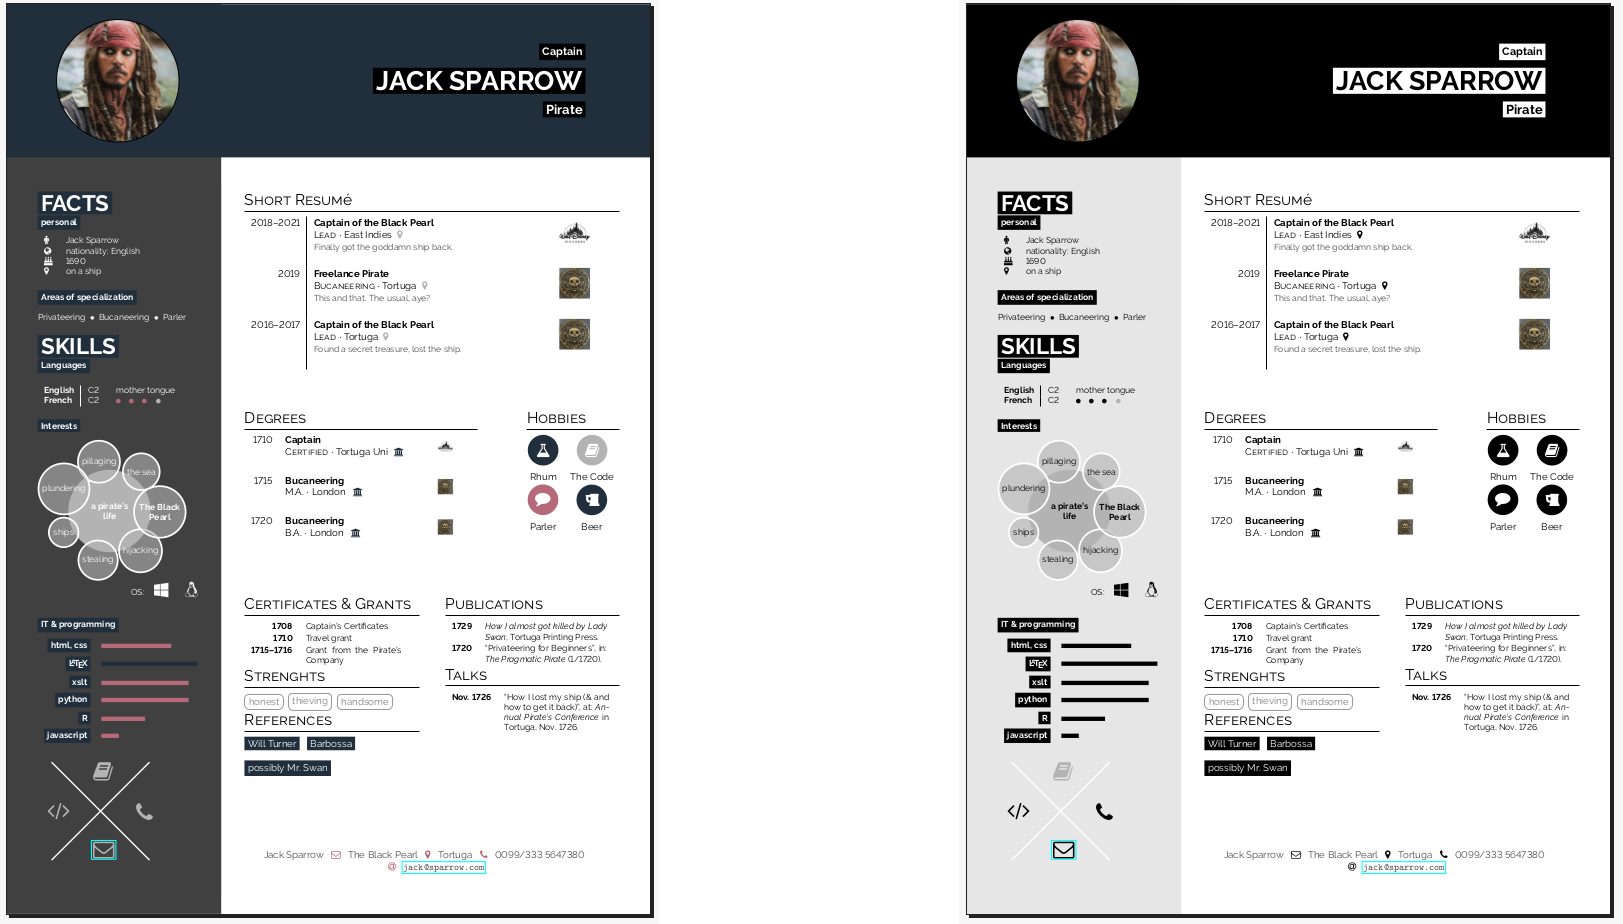 Captain
JACK SPARROW
Pirate
FACTS
personal
Jack Sparrow
nationality: English
1690
on a ship
Areas of specialization
Privateering • Bucaneering • Parler
SKILLS
Languages
English C2 mother tongue
French C2
Interests
pillaging
the sea
plundering
a pirate's
life
The Black
Pearl
ships
hijacking
stealing
OS:
IT & programming
html, css
LATEX
xslt
python
R
javascript
</>
Short Resumé
2018–2021 Captain of the Black Pearl
Lead · East Indies
Finally got the goddamn ship back.
2019 Freelance Pirate
Bucaneering · Tortuga
This and that. The usual, aye?
2016–2017 Captain of the Black Pearl
Lead · Tortuga
Found a secret treasure, lost the ship.
Degrees
1710 Captain
Certified · Tortuga Uni
1715 Bucaneering
M.A. · London
1720 Bucaneering
B.A. · London
Hobbies
Rhum The Code
Parler Beer
Certificates & Grants
1708 Captain's Certificates
1710 Travel grant
1715–1716 Grant from the Pirate's
Company
Strenghts
honest thieving handsome
References
Will Turner Barbossa
possibly Mr. Swan
Publications
1729 How I almost got killed by Lady
Swan, Tortuga Printing Press.
1720 "Privateering for Beginners", in:
The Pragmatic Pirate (1/1720).
Talks
Nov. 1726 "How I lost my ship (& and
how to get it back)", at: An-
nual Pirate's Conference in
Tortuga, Nov. 1726.
Jack Sparrow The Black Pearl Tortuga 0099/333 5647380
@ jack@sparrow.com
Captain
JACK SPARROW
Pirate
FACTS
personal
Jack Sparrow
nationality: English
1690
on a ship
Areas of specialization
Privateering • Bucaneering • Parler
SKILLS
Languages
English C2 mother tongue
French C2
Interests
pillaging
the sea
plundering
a pirate's
life
The Black
Pearl
ships
hijacking
stealing
OS:
IT & programming
html, css
LATEX
xslt
python
R
javascript
</>
Short Resumé
2018–2021 Captain of the Black Pearl
Lead · East Indies
Finally got the goddamn ship back.
2019 Freelance Pirate
Bucaneering · Tortuga
This and that. The usual, aye?
2016–2017 Captain of the Black Pearl
Lead · Tortuga
Found a secret treasure, lost the ship.
Degrees
1710 Captain
Certified · Tortuga Uni
1715 Bucaneering
M.A. · London
1720 Bucaneering
B.A. · London
Hobbies
Rhum The Code
Parler Beer
Certificates & Grants
1708 Captain's Certificates
1710 Travel grant
1715–1716 Grant from the Pirate's
Company
Strenghts
honest thieving handsome
References
Will Turner Barbossa
possibly Mr. Swan
Publications
1729 How I almost got killed by Lady
Swan, Tortuga Printing Press.
1720 "Privateering for Beginners", in:
The Pragmatic Pirate (1/1720).
Talks
Nov. 1726 "How I lost my ship (& and
how to get it back)", at: An-
nual Pirate's Conference in
Tortuga, Nov. 1726.
Jack Sparrow The Black Pearl Tortuga 0099/333 5647380
@ jack@sparrow.com